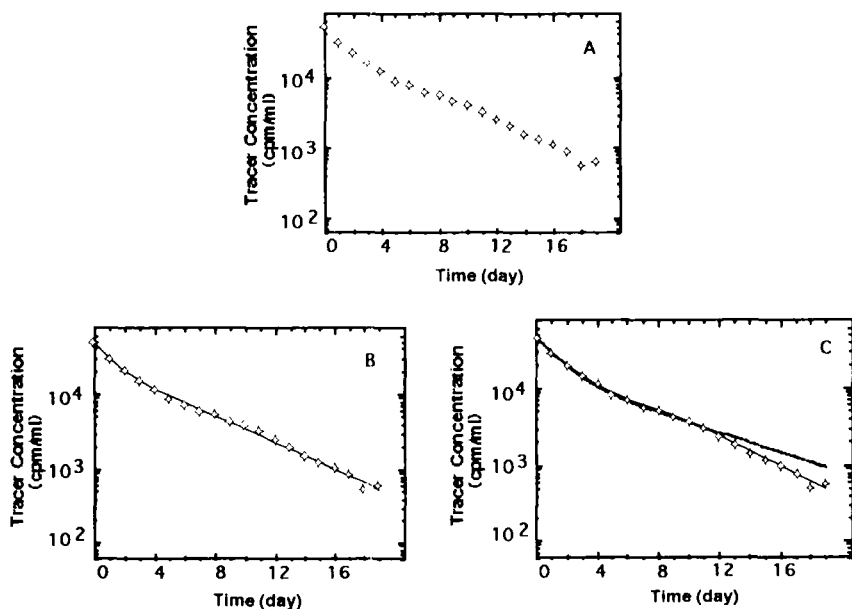 A
Tracer Concentration
(cpm/ml)
10^4
10^3
10^2
0 4 8 12 16
Time (day)
B
Tracer Concentration
(cpm/ml)
10^4
10^3
10^2
0 4 8 12 16
Time (day)
C
Tracer Concentration
(cpm/ml)
10^4
10^3
10^2
0 4 8 12 16
Time (day)